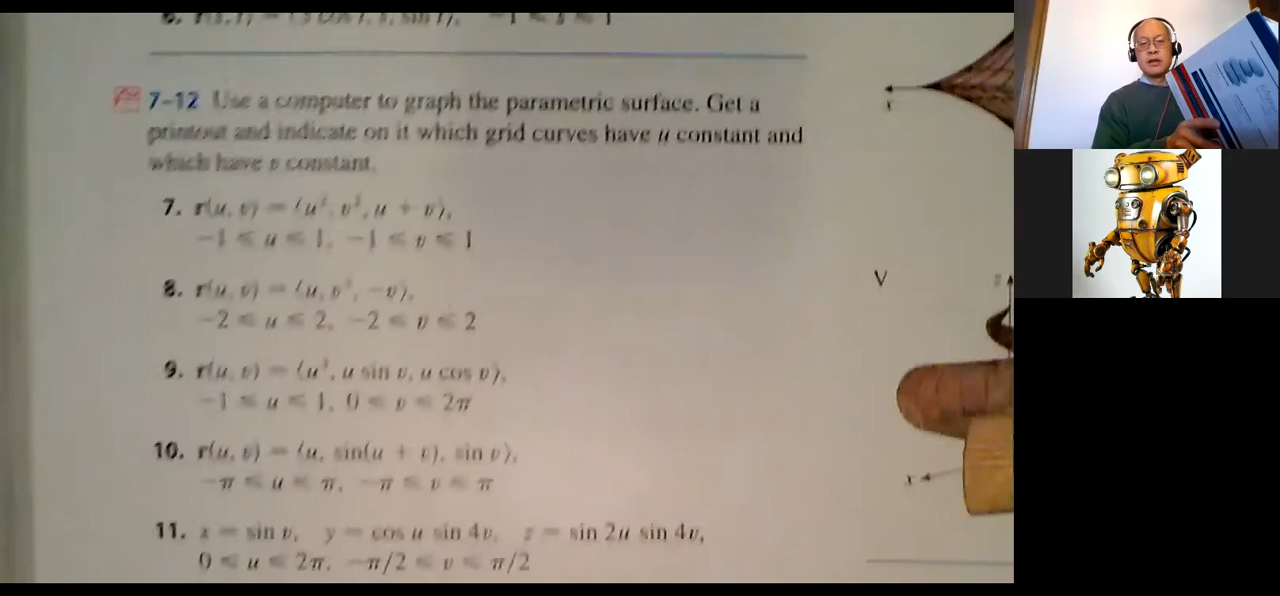 7–12 Use a computer to graph the parametric surface. Get a
printout and indicate on it which grid curves have u constant and
which have v constant.
7. r(u, v) = ⟨u², v², u + v⟩,
−1 ≤ u ≤ 1, −1 ≤ v ≤ 1
8. r(u, v) = ⟨u, v³, −v⟩,
−2 ≤ u ≤ 2, −2 ≤ v ≤ 2
9. r(u, v) = ⟨u³, u sin v, u cos v⟩,
−1 ≤ u ≤ 1, 0 ≤ v ≤ 2π
10. r(u, v) = ⟨u, sin(u + v), sin v⟩,
−π ≤ u ≤ π, −π ≤ v ≤ π
11. x = sin v, y = cos u sin 4v, z = sin 2u sin 4v,
0 ≤ u ≤ 2π, −π/2 ≤ v ≤ π/2
x
V
z
x